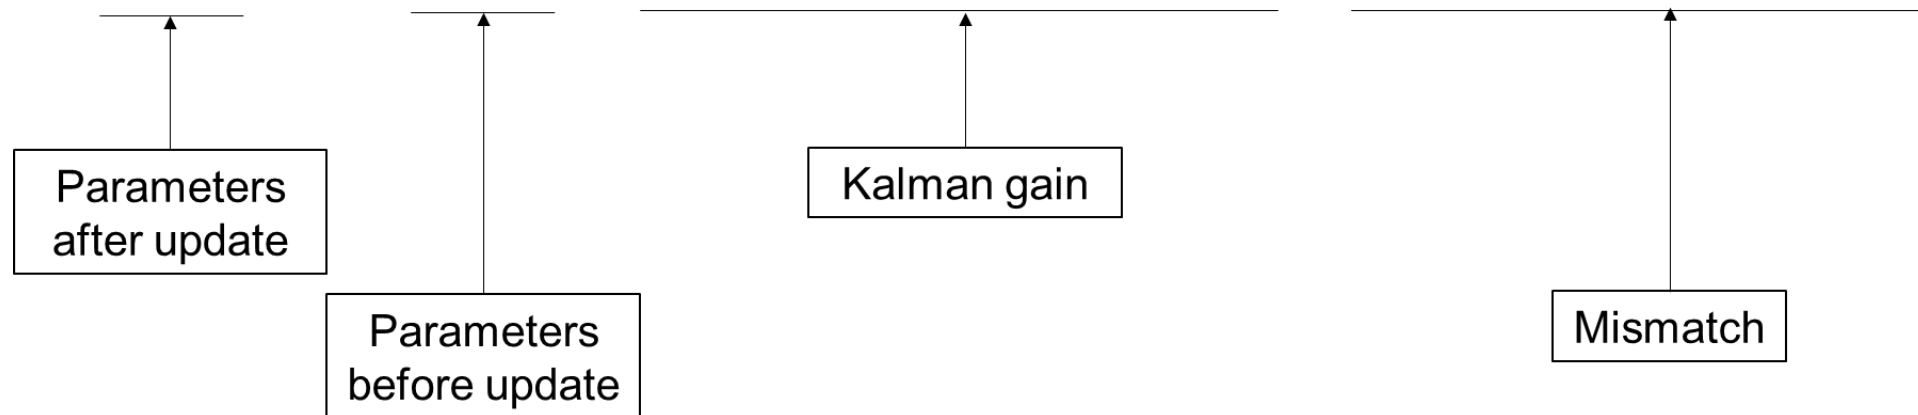 Parameters
after update
Parameters
before update
Kalman gain
Mismatch